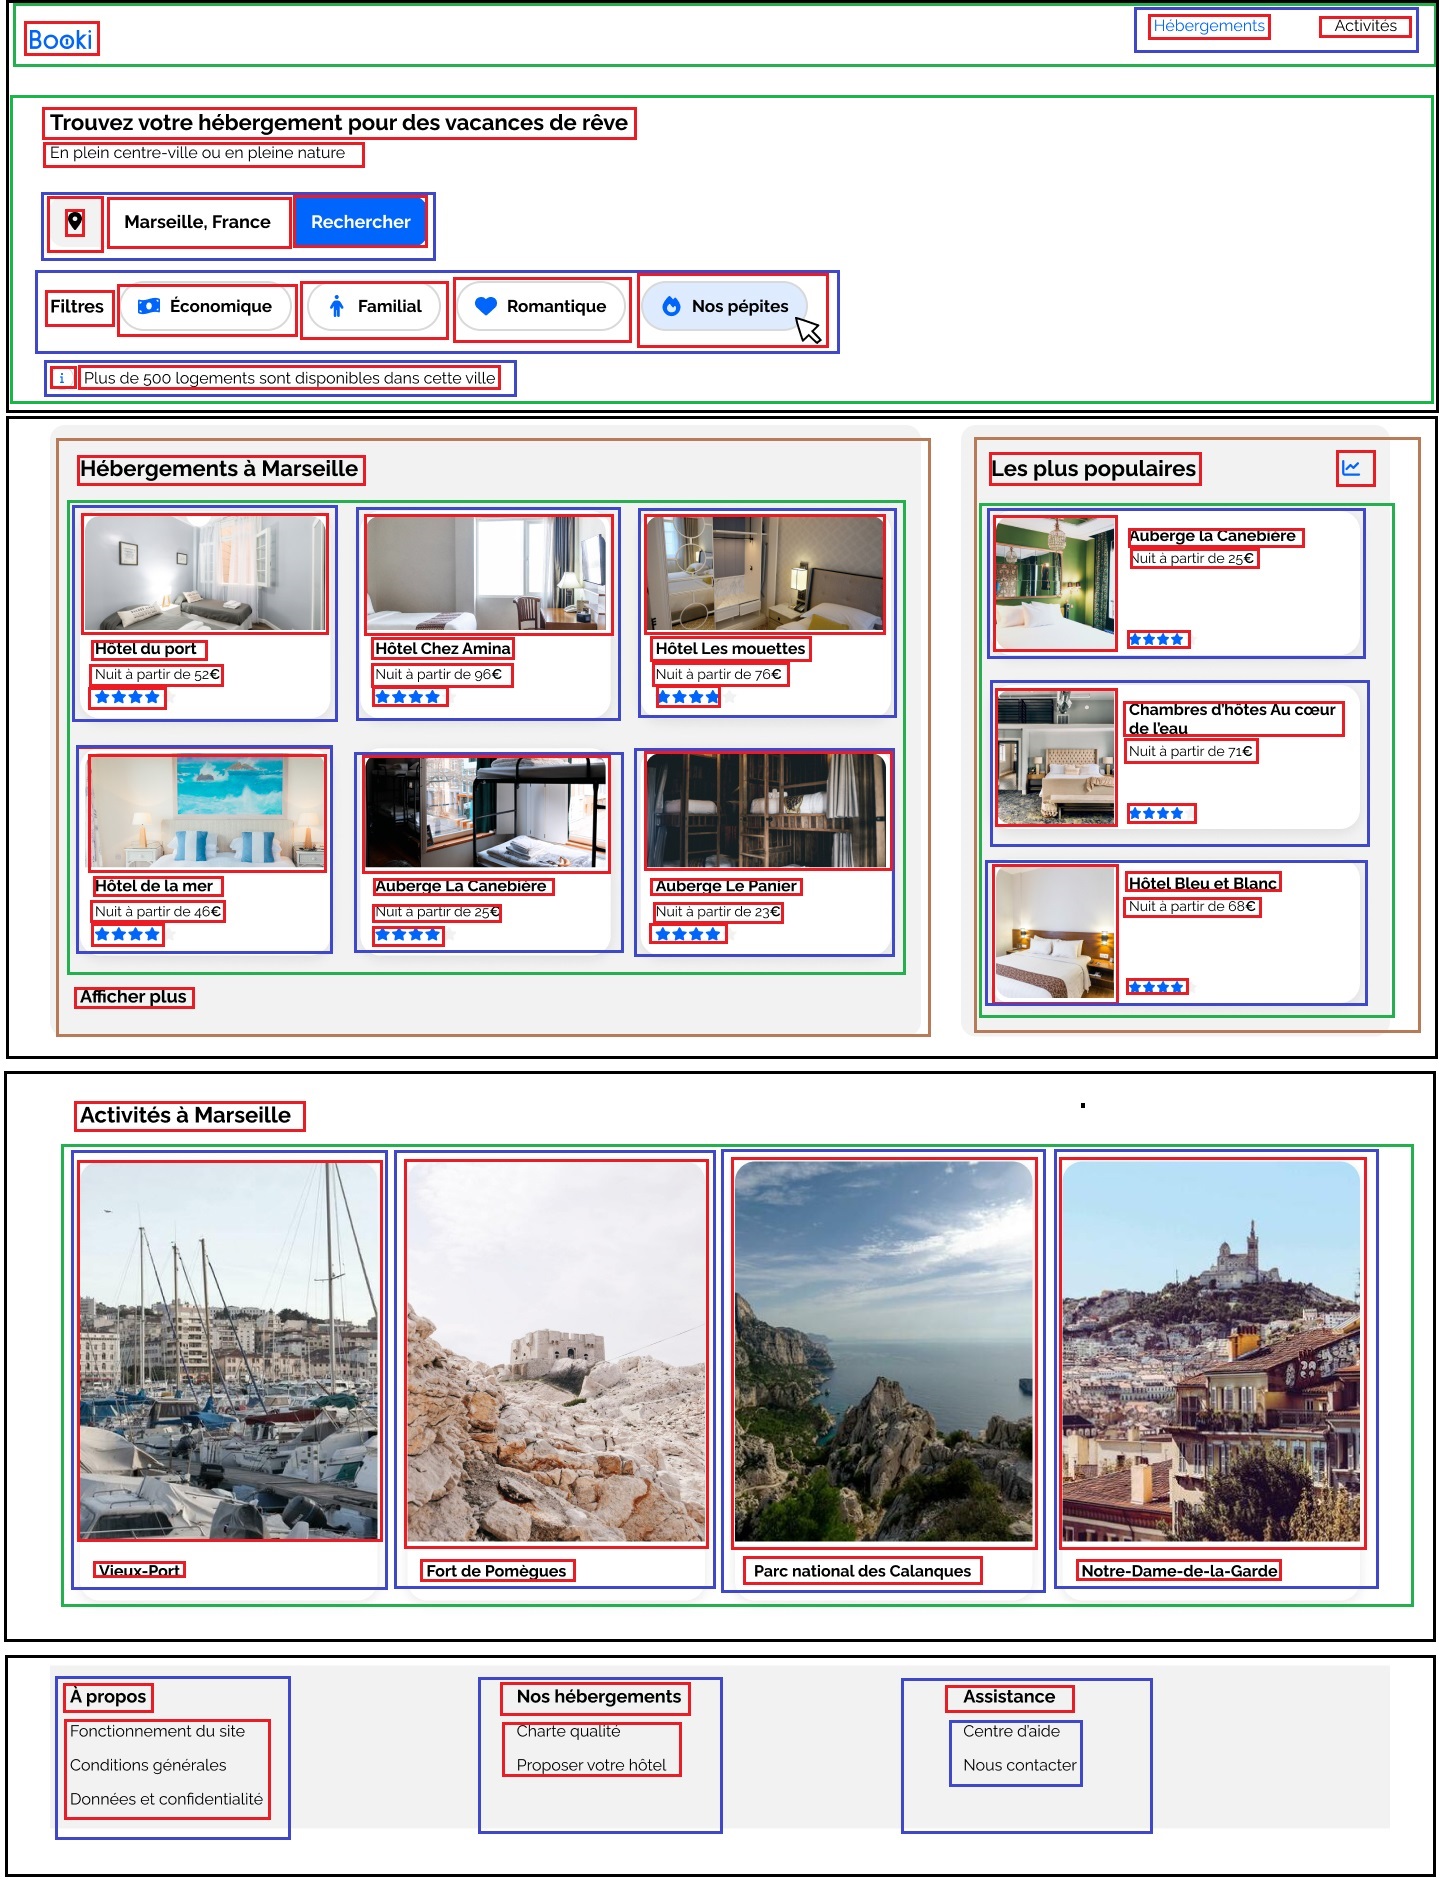 Booki
Hébergements
Activités
Trouvez votre hébergement pour des vacances de rêve
En plein centre-ville ou en pleine nature
Marseille, France
Rechercher
Filtres
Économique
Familial
Romantique
Nos pépites
Plus de 500 logements sont disponibles dans cette ville
Hébergements à Marseille
Hôtel du port
Nuit à partir de 52€
Hôtel Chez Amina
Nuit à partir de 96€
Hôtel Les mouettes
Nuit à partir de 76€
Hôtel de la mer
Nuit à partir de 46€
Auberge La Canebière
Nuit à partir de 25€
Auberge Le Panier
Nuit à partir de 23€
Afficher plus
Les plus populaires
Auberge la Canebière
Nuit à partir de 25€
Chambres d'hôtes Au cœur
de l'eau
Nuit à partir de 71€
Hôtel Bleu et Blanc
Nuit à partir de 68€
Activités à Marseille
Vieux-Port
Fort de Pomègues
Parc national des Calanques
Notre-Dame-de-la-Garde
À propos
Fonctionnement du site
Conditions générales
Données et confidentialité
Nos hébergements
Charte qualité
Proposer votre hôtel
Assistance
Centre d'aide
Nous contacter